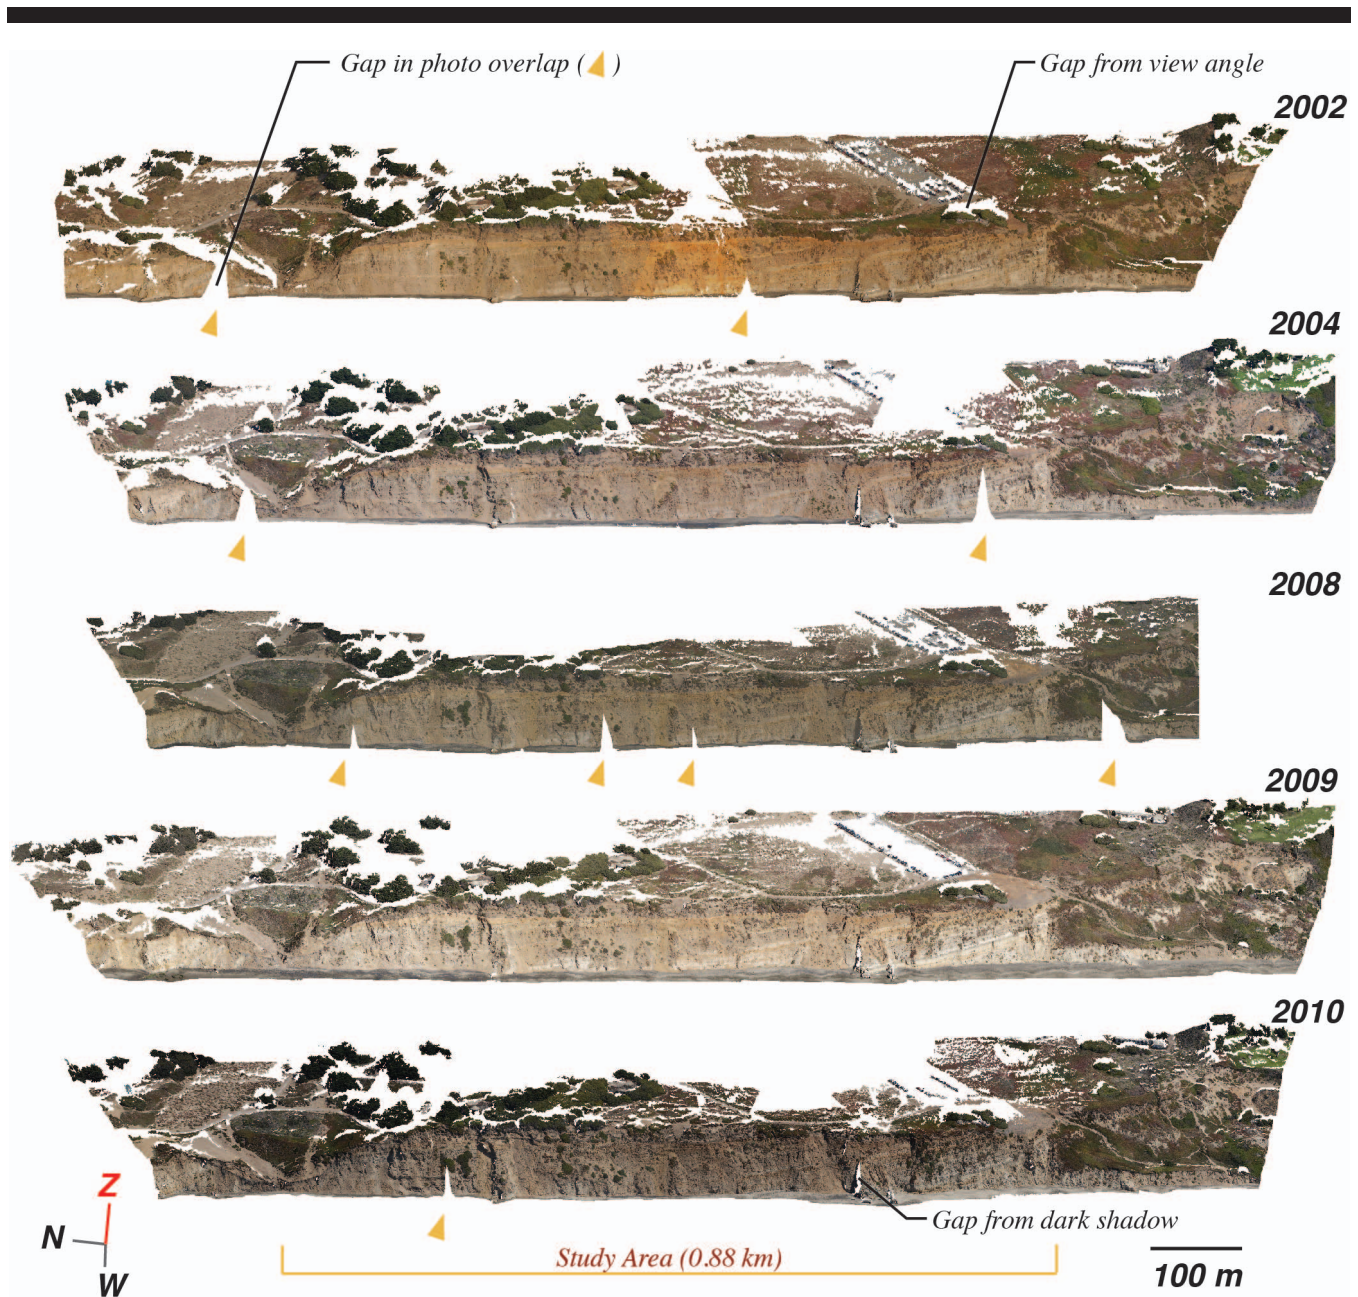 Gap in photo overlap ( )
Gap from view angle
2002
2004
2008
2009
2010
Z
N
W
Gap from dark shadow
Study Area (0.88 km)
100 m